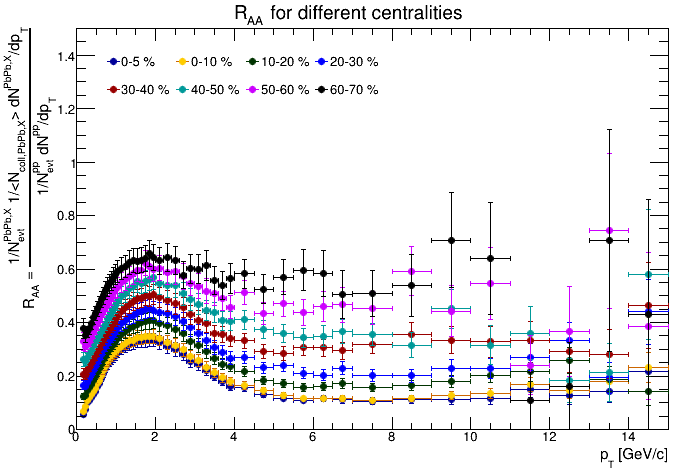 R_AA for different centralities
R_AA = 1/N_evt^PbPb,X 1/<N_coll,PbPb,X> dN^PbPb,X/dp_T
1/N_evt^pp dN^pp/dp_T
0-5 % 0-10 % 10-20 % 20-30 %
30-40 % 40-50 % 50-60 % 60-70 %
1.4
1.2
1
0.8
0.6
0.4
0.2
0
0 2 4 6 8 10 12 14
p_T [GeV/c]